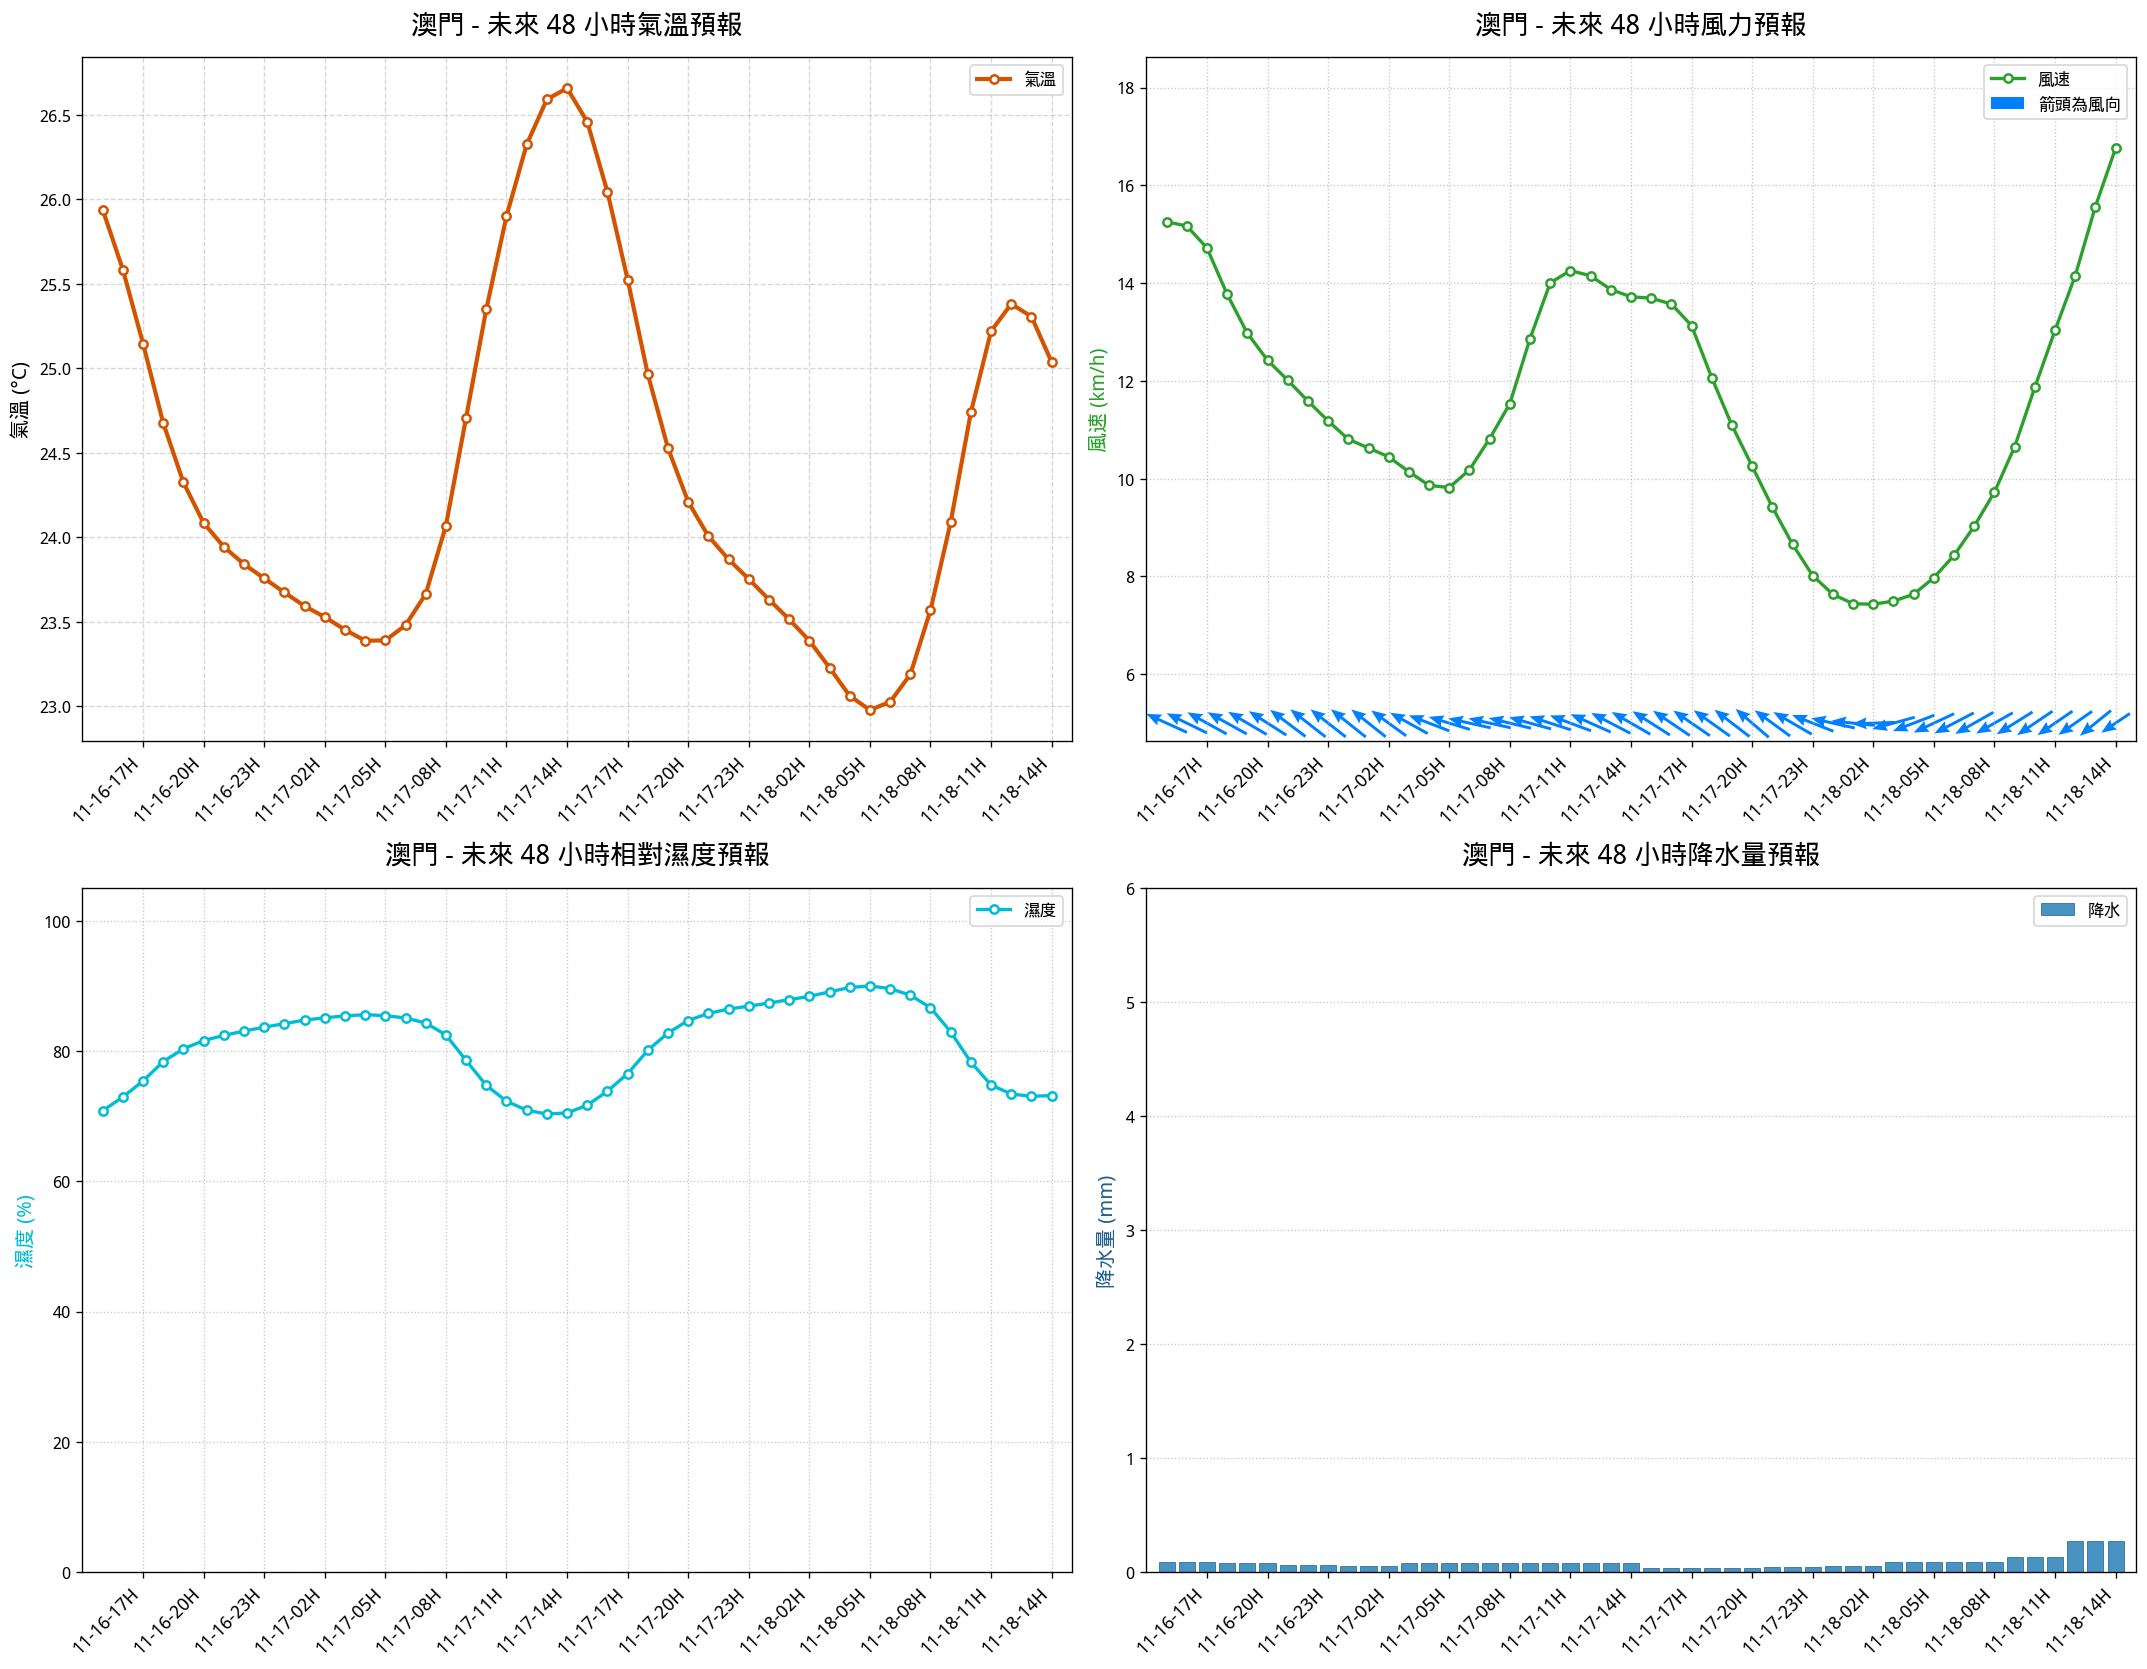 澳門 - 未來 48 小時氣溫預報
氣溫
氣溫 (°C)
26.5
26.0
25.5
25.0
24.5
24.0
23.5
23.0
11-16-17H
11-16-20H
11-16-23H
11-17-02H
11-17-05H
11-17-08H
11-17-11H
11-17-14H
11-17-17H
11-17-20H
11-17-23H
11-18-02H
11-18-05H
11-18-08H
11-18-11H
11-18-14H
澳門 - 未來 48 小時風力預報
風速
箭頭為風向
風速 (km/h)
18
16
14
12
10
8
6
11-16-17H
11-16-20H
11-16-23H
11-17-02H
11-17-05H
11-17-08H
11-17-11H
11-17-14H
11-17-17H
11-17-20H
11-17-23H
11-18-02H
11-18-05H
11-18-08H
11-18-11H
11-18-14H
澳門 - 未來 48 小時相對濕度預報
濕度
濕度 (%)
100
80
60
40
20
0
11-16-17H
11-16-20H
11-16-23H
11-17-02H
11-17-05H
11-17-08H
11-17-11H
11-17-14H
11-17-17H
11-17-20H
11-17-23H
11-18-02H
11-18-05H
11-18-08H
11-18-11H
11-18-14H
澳門 - 未來 48 小時降水量預報
降水
降水量 (mm)
6
5
4
3
2
1
0
11-16-17H
11-16-20H
11-16-23H
11-17-02H
11-17-05H
11-17-08H
11-17-11H
11-17-14H
11-17-17H
11-17-20H
11-17-23H
11-18-02H
11-18-05H
11-18-08H
11-18-11H
11-18-14H